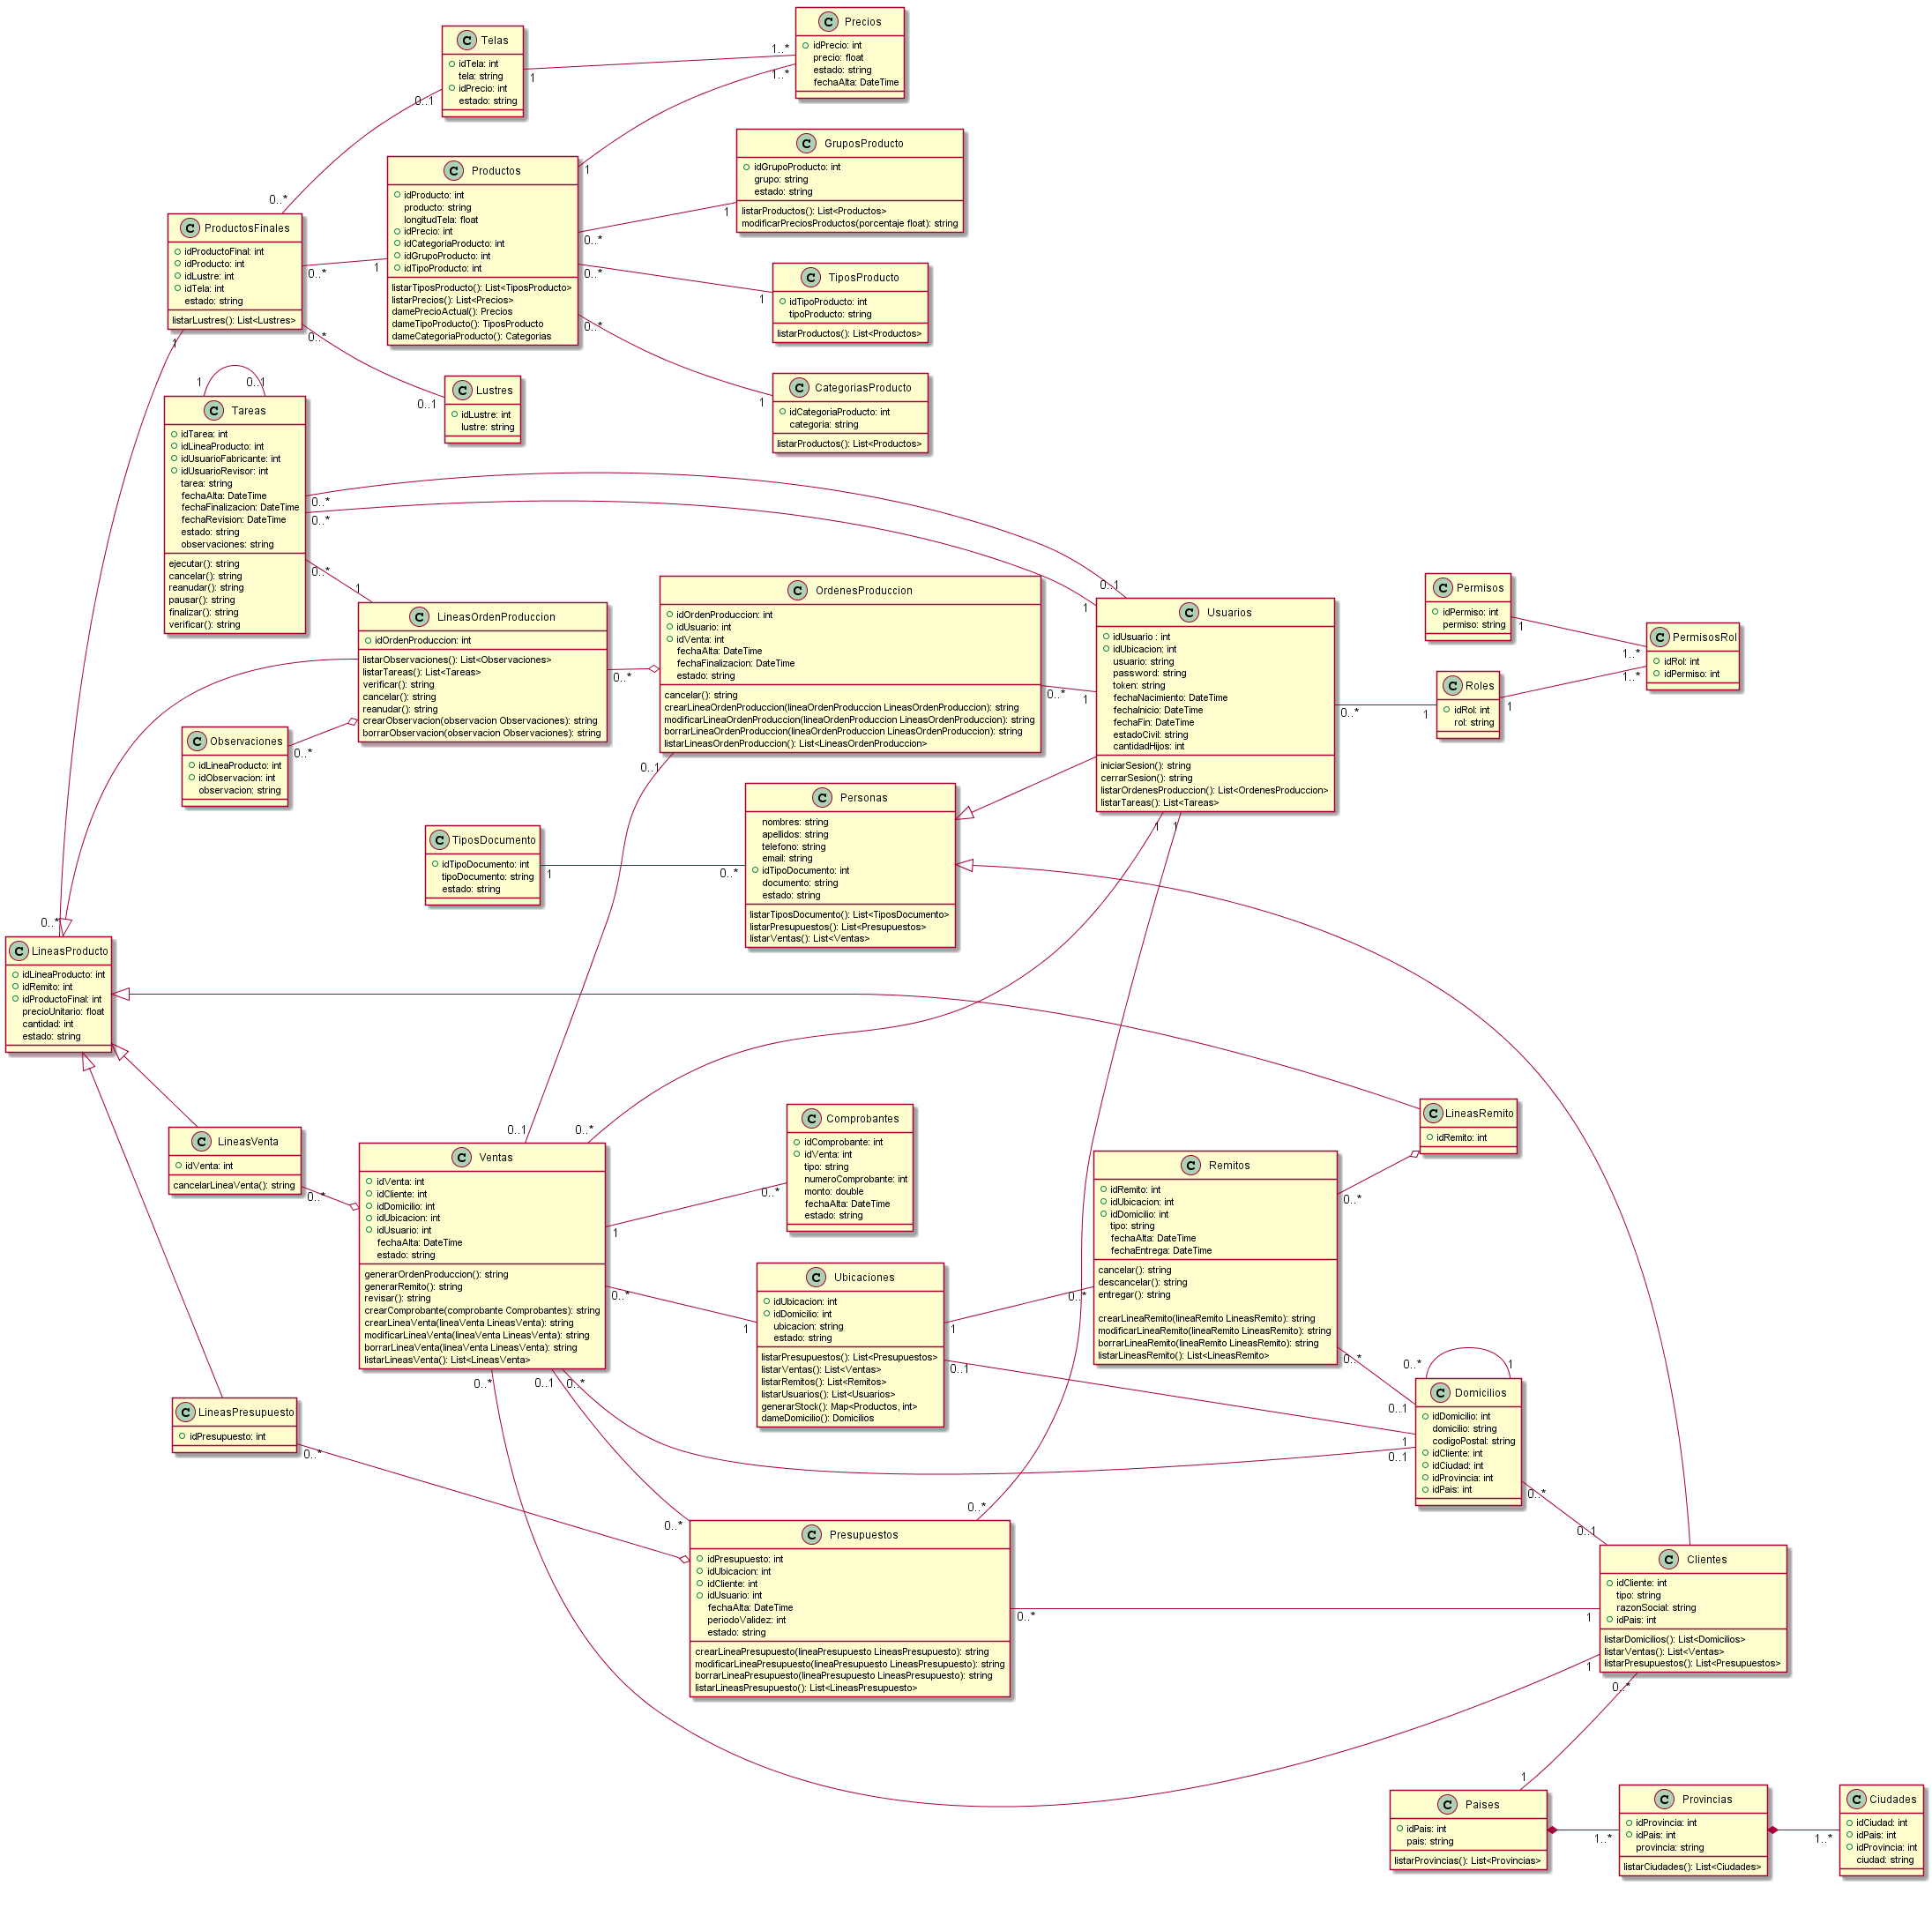 C Telas
idTela: int
tela: string
idPrecio: int
estado: string
0..1
1
C Precios
idPrecio: int
precio: float
estado: string
fechaAlta: DateTime
1..*
1..*
C Productos
idProducto: int
producto: string
longitudTela: float
idPrecio: int
idCategoriaProducto: int
idGrupoProducto: int
idTipoProducto: int
listarTiposProducto(): List<TiposProducto>
listarPrecios(): List<Precios>
damePrecioActual(): Precios
dameTipoProducto(): TiposProducto
dameCategoriaProducto(): Categorias
1
0..*
0..*
0..*
1
C GruposProducto
idGrupoProducto: int
grupo: string
estado: string
listarProductos(): List<Productos>
modificarPreciosProductos(porcentaje float): string
1
C TiposProducto
idTipoProducto: int
tipoProducto: string
listarProductos(): List<Productos>
1
C CategoriasProducto
idCategoriaProducto: int
categoria: string
listarProductos(): List<Productos>
1
C ProductosFinales
idProductoFinal: int
idProducto: int
idLustre: int
idTela: int
estado: string
listarLustres(): List<Lustres>
0..*
0..*
0..*
1
C Lustres
idLustre: int
lustre: string
0..1
C Tareas
idTarea: int
idLineaProducto: int
idUsuarioFabricante: int
idUsuarioRevisor: int
tarea: string
fechaAlta: DateTime
fechaFinalizacion: DateTime
fechaRevision: DateTime
estado: string
observaciones: string
ejecutar(): string
cancelar(): string
reanudar(): string
pausar(): string
finalizar(): string
verificar(): string
1
0..1
0..*
0..*
0..*
C LineasOrdenProduccion
idOrdenProduccion: int
listarObservaciones(): List<Observaciones>
listarTareas(): List<Tareas>
verificar(): string
cancelar(): string
reanudar(): string
crearObservacion(observacion Observaciones): string
borrarObservacion(observacion Observaciones): string
1
0..*
C OrdenesProduccion
idOrdenProduccion: int
idUsuario: int
idVenta: int
fechaAlta: DateTime
fechaFinalizacion: DateTime
estado: string
cancelar(): string
crearLineaOrdenProduccion(lineaOrdenProduccion LineasOrdenProduccion): string
modificarLineaOrdenProduccion(lineaOrdenProduccion LineasOrdenProduccion): string
borrarLineaOrdenProduccion(lineaOrdenProduccion LineasOrdenProduccion): string
listarLineasOrdenProduccion(): List<LineasOrdenProduccion>
0..*
0..1
C Usuarios
idUsuario : int
idUbicacion: int
usuario: string
password: string
token: string
fechaNacimiento: DateTime
fechaInicio: DateTime
fechaFin: DateTime
estadoCivil: string
cantidadHijos: int
iniciarSesion(): string
cerrarSesion(): string
listarOrdenesProduccion(): List<OrdenesProduccion>
listarTareas(): List<Tareas>
0..1
1
1
0..*
1
1
C Permisos
idPermiso: int
permiso: string
1
C PermisosRol
idRol: int
idPermiso: int
1..*
1..*
C Roles
idRol: int
rol: string
1
1
C Observaciones
idLineaProducto: int
idObservacion: int
observacion: string
0..*
C TiposDocumento
idTipoDocumento: int
tipoDocumento: string
estado: string
1
C Personas
nombres: string
apellidos: string
telefono: string
email: string
idTipoDocumento: int
documento: string
estado: string
listarTiposDocumento(): List<TiposDocumento>
listarPresupuestos(): List<Presupuestos>
listarVentas(): List<Ventas>
0..*
C LineasProducto
idLineaProducto: int
idRemito: int
idProductoFinal: int
precioUnitario: float
cantidad: int
estado: string
0..*
C LineasVenta
idVenta: int
cancelarLineaVenta(): string
0..*
C Ventas
idVenta: int
idCliente: int
idDomicilio: int
idUbicacion: int
idUsuario: int
fechaAlta: DateTime
estado: string
generarOrdenProduccion(): string
generarRemito(): string
revisar(): string
crearComprobante(comprobante Comprobantes): string
crearLineaVenta(lineaVenta LineasVenta): string
modificarLineaVenta(lineaVenta LineasVenta): string
borrarLineaVenta(lineaVenta LineasVenta): string
listarLineasVenta(): List<LineasVenta>
0..1
0..*
1
0..*
0..*
0..1
0..*
C Comprobantes
idComprobante: int
idVenta: int
tipo: string
numeroComprobante: int
monto: double
fechaAlta: DateTime
estado: string
0..*
C Ubicaciones
idUbicacion: int
idDomicilio: int
ubicacion: string
estado: string
listarPresupuestos(): List<Presupuestos>
listarVentas(): List<Ventas>
listarRemitos(): List<Remitos>
listarUsuarios(): List<Usuarios>
generarStock(): Map<Productos, int>
dameDomicilio(): Domicilios
1
1
0..1
C Remitos
idRemito: int
idUbicacion: int
idDomicilio: int
tipo: string
fechaAlta: DateTime
fechaEntrega: DateTime
cancelar(): string
descancelar(): string
entregar(): string
crearLineaRemito(lineaRemito LineasRemito): string
modificarLineaRemito(lineaRemito LineasRemito): string
borrarLineaRemito(lineaRemito LineasRemito): string
listarLineasRemito(): List<LineasRemito>
0..*
0..*
0..*
C LineasRemito
idRemito: int
C Domicilios
idDomicilio: int
domicilio: string
codigoPostal: string
idCliente: int
idCiudad: int
idProvincia: int
idPais: int
0..*
1
0..1
1
0..1
0..*
C LineasPresupuesto
idPresupuesto: int
0..*
C Presupuestos
idPresupuesto: int
idUbicacion: int
idCliente: int
idUsuario: int
fechaAlta: DateTime
periodoValidez: int
estado: string
crearLineaPresupuesto(lineaPresupuesto LineasPresupuesto): string
modificarLineaPresupuesto(lineaPresupuesto LineasPresupuesto): string
borrarLineaPresupuesto(lineaPresupuesto LineasPresupuesto): string
listarLineasPresupuesto(): List<LineasPresupuesto>
0..*
0..*
0..*
C Clientes
idCliente: int
tipo: string
razonSocial: string
idPais: int
listarDomicilios(): List<Domicilios>
listarVentas(): List<Ventas>
listarPresupuestos(): List<Presupuestos>
0..1
1
1
0..*
C Paises
idPais: int
pais: string
listarProvincias(): List<Provincias>
1
C Provincias
idProvincia: int
idPais: int
provincia: string
listarCiudades(): List<Ciudades>
1..*
C Ciudades
idCiudad: int
idPais: int
idProvincia: int
ciudad: string
1..*